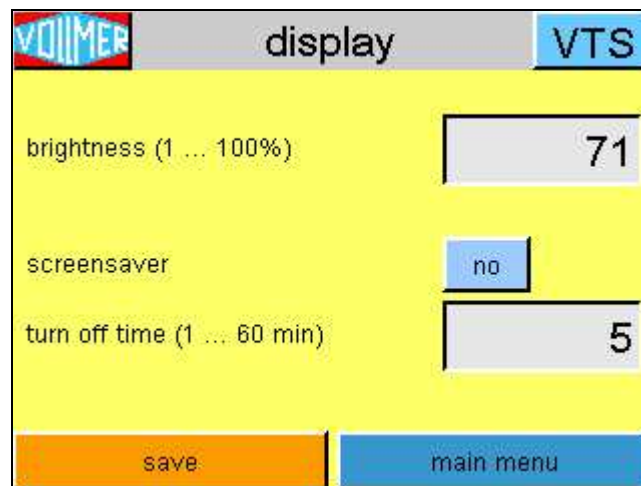 VOLLMER display VTS
brightness (1 ... 100%) 71
screensaver no
turn off time (1 ... 60 min) 5
save main menu